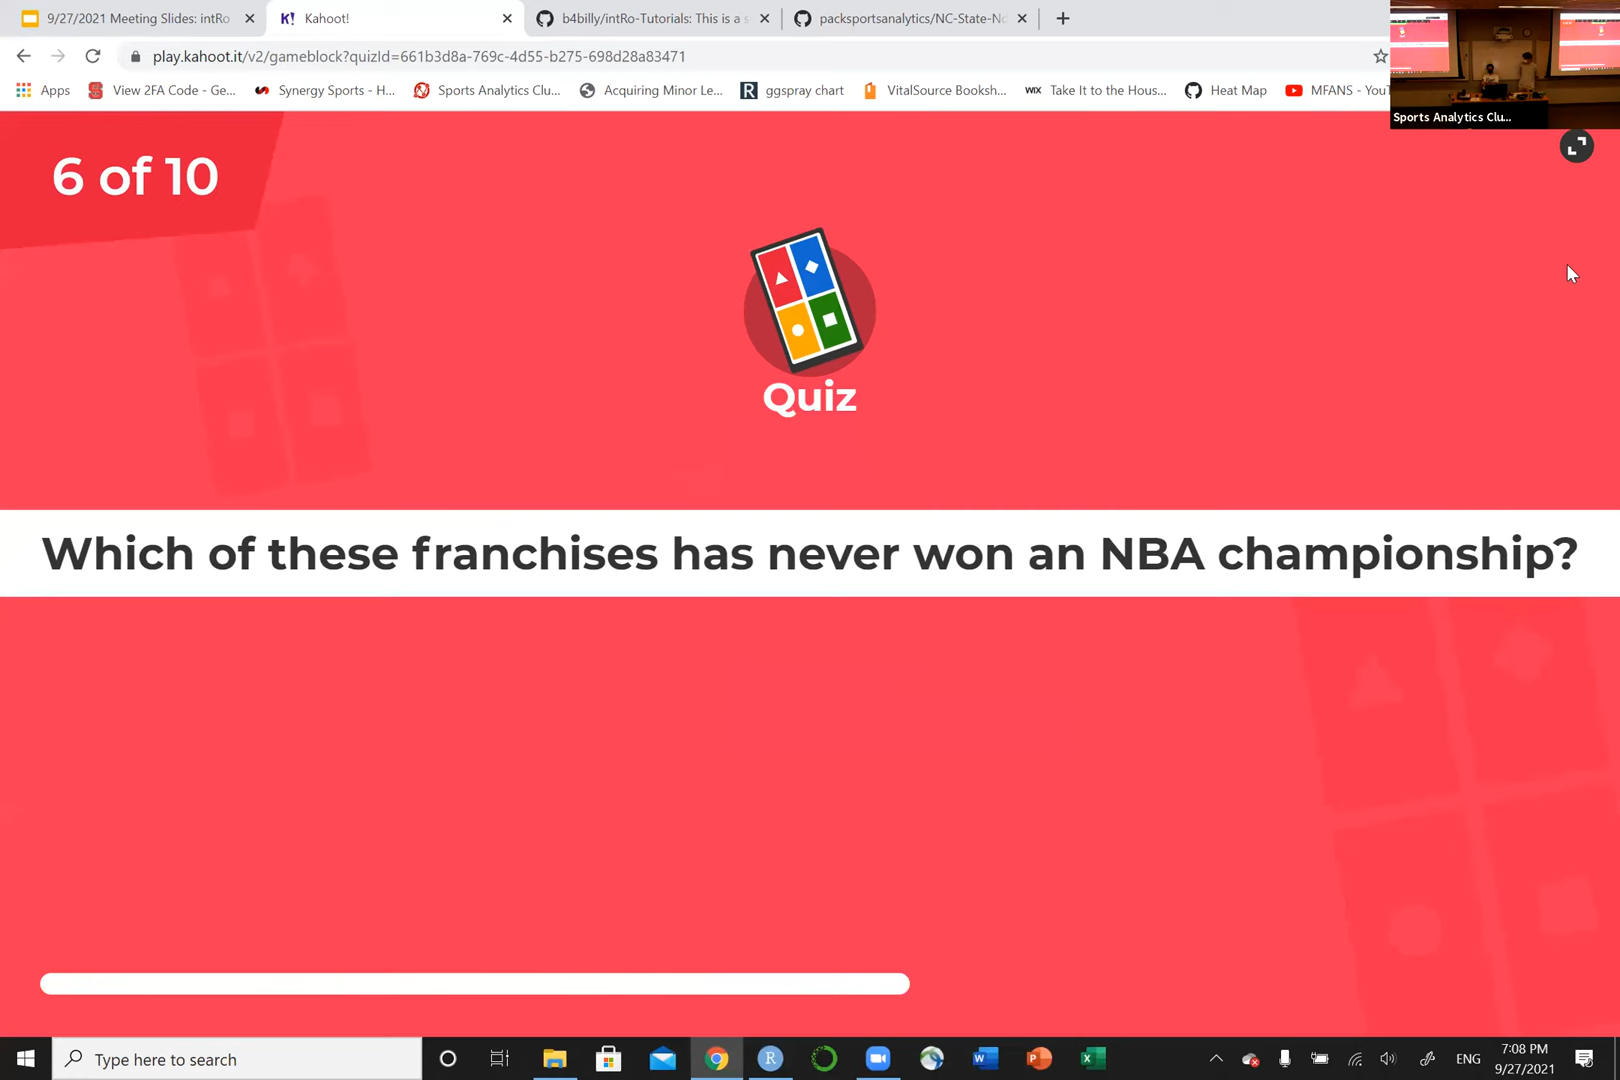 9/27/2021 Meeting Slides: intRo
K! Kahoot!
b4billy/intRo-Tutorials: This is a s
packsportsanalytics/NC-State-Nc
play.kahoot.it/v2/gameblock?quizId=661b3d8a-769c-4d55-b275-698d28a83471
Apps
View 2FA Code - Ge...
Synergy Sports - H...
Sports Analytics Clu...
Acquiring Minor Le...
R ggspray chart
VitalSource Booksh...
WIX Take It to the Hous...
Heat Map
MFANS - YouT
Sports Analytics Clu...
6 of 10
Quiz
Which of these franchises has never won an NBA championship?
Type here to search
ENG
7:08 PM
9/27/2021